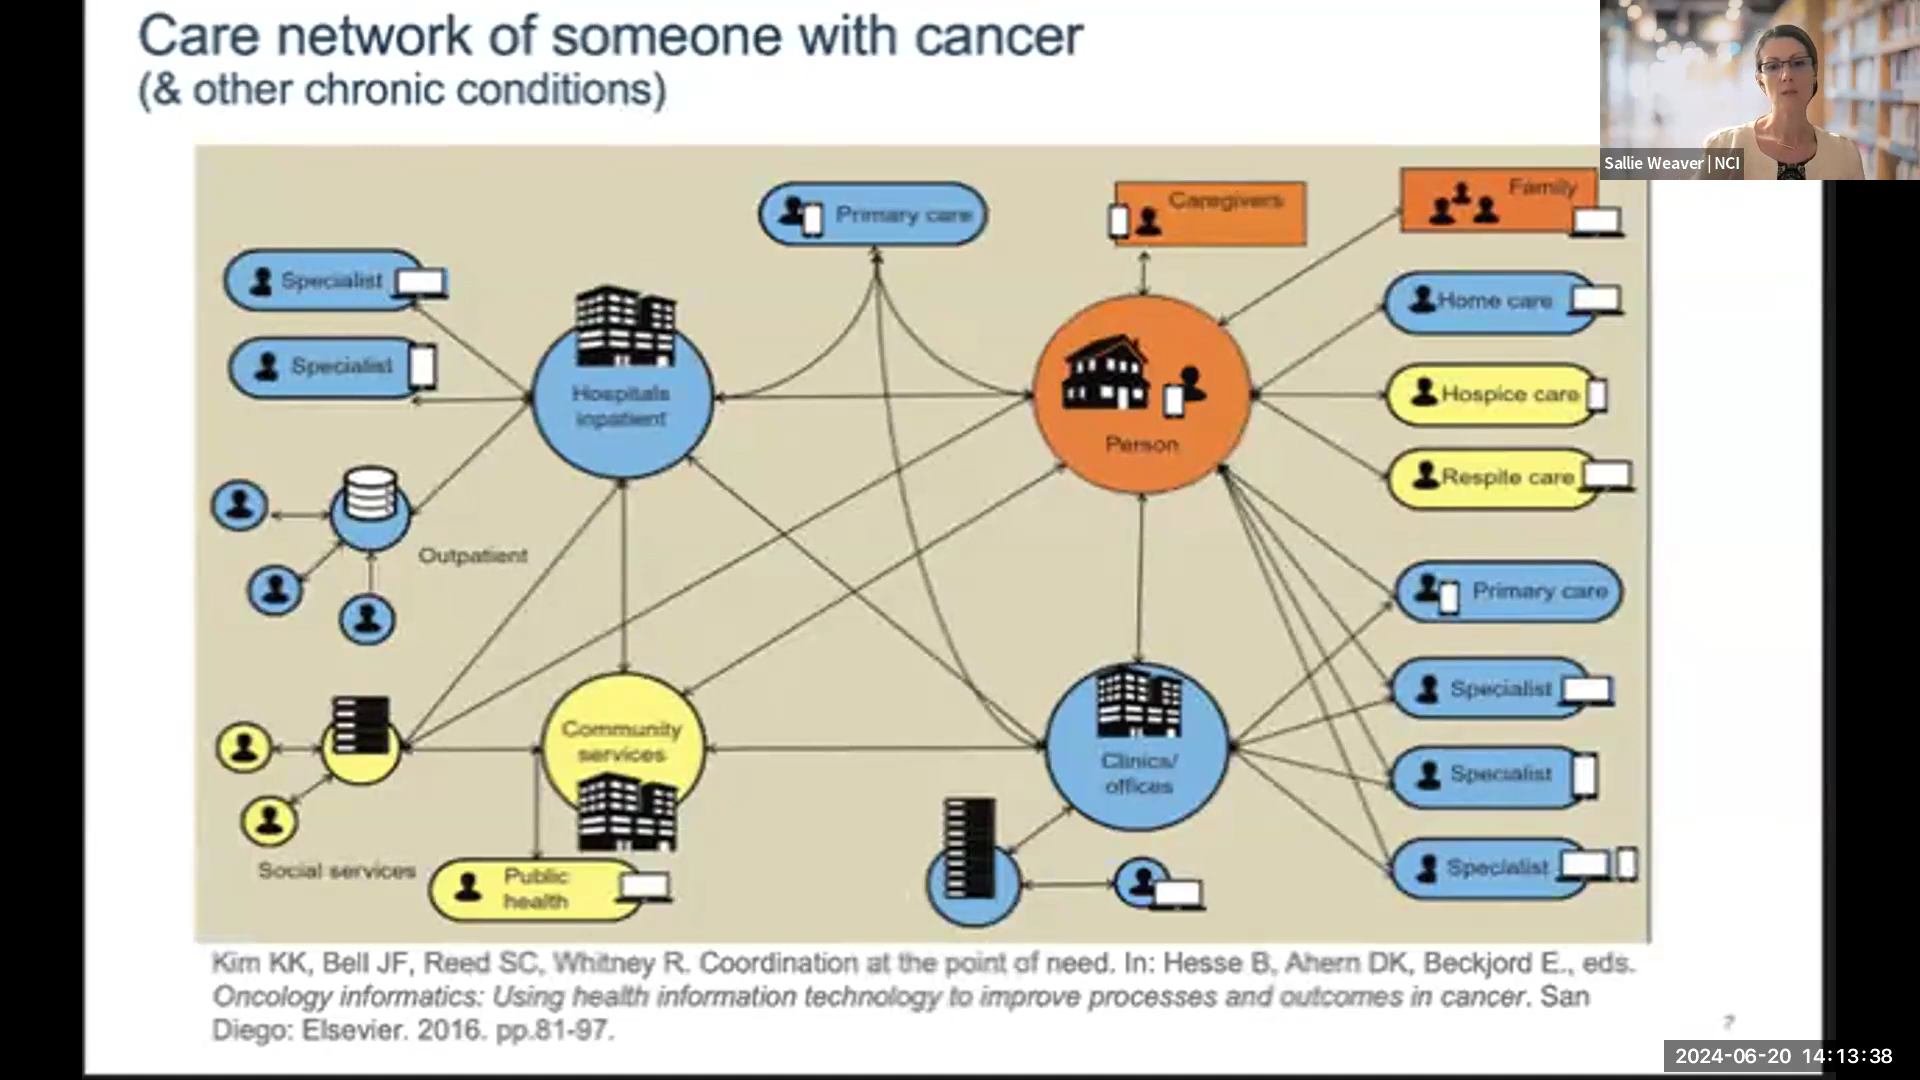 Care network of someone with cancer
(& other chronic conditions)
Sallie Weaver | NCI
Primary care
Caregivers
Family
Specialist
Home care
Specialist
Hospitals
inpatient
Hospice care
Person
Respite care
Outpatient
Primary care
Specialist
Community
services
Clinics/
offices
Specialist
Social services
Public
health
Specialist
Kim KK, Bell JF, Reed SC, Whitney R. Coordination at the point of need. In: Hesse B, Ahern DK, Beckjord E., eds.
Oncology informatics: Using health information technology to improve processes and outcomes in cancer. San
Diego: Elsevier. 2016. pp.81-97.
2024-06-20 14:13:38